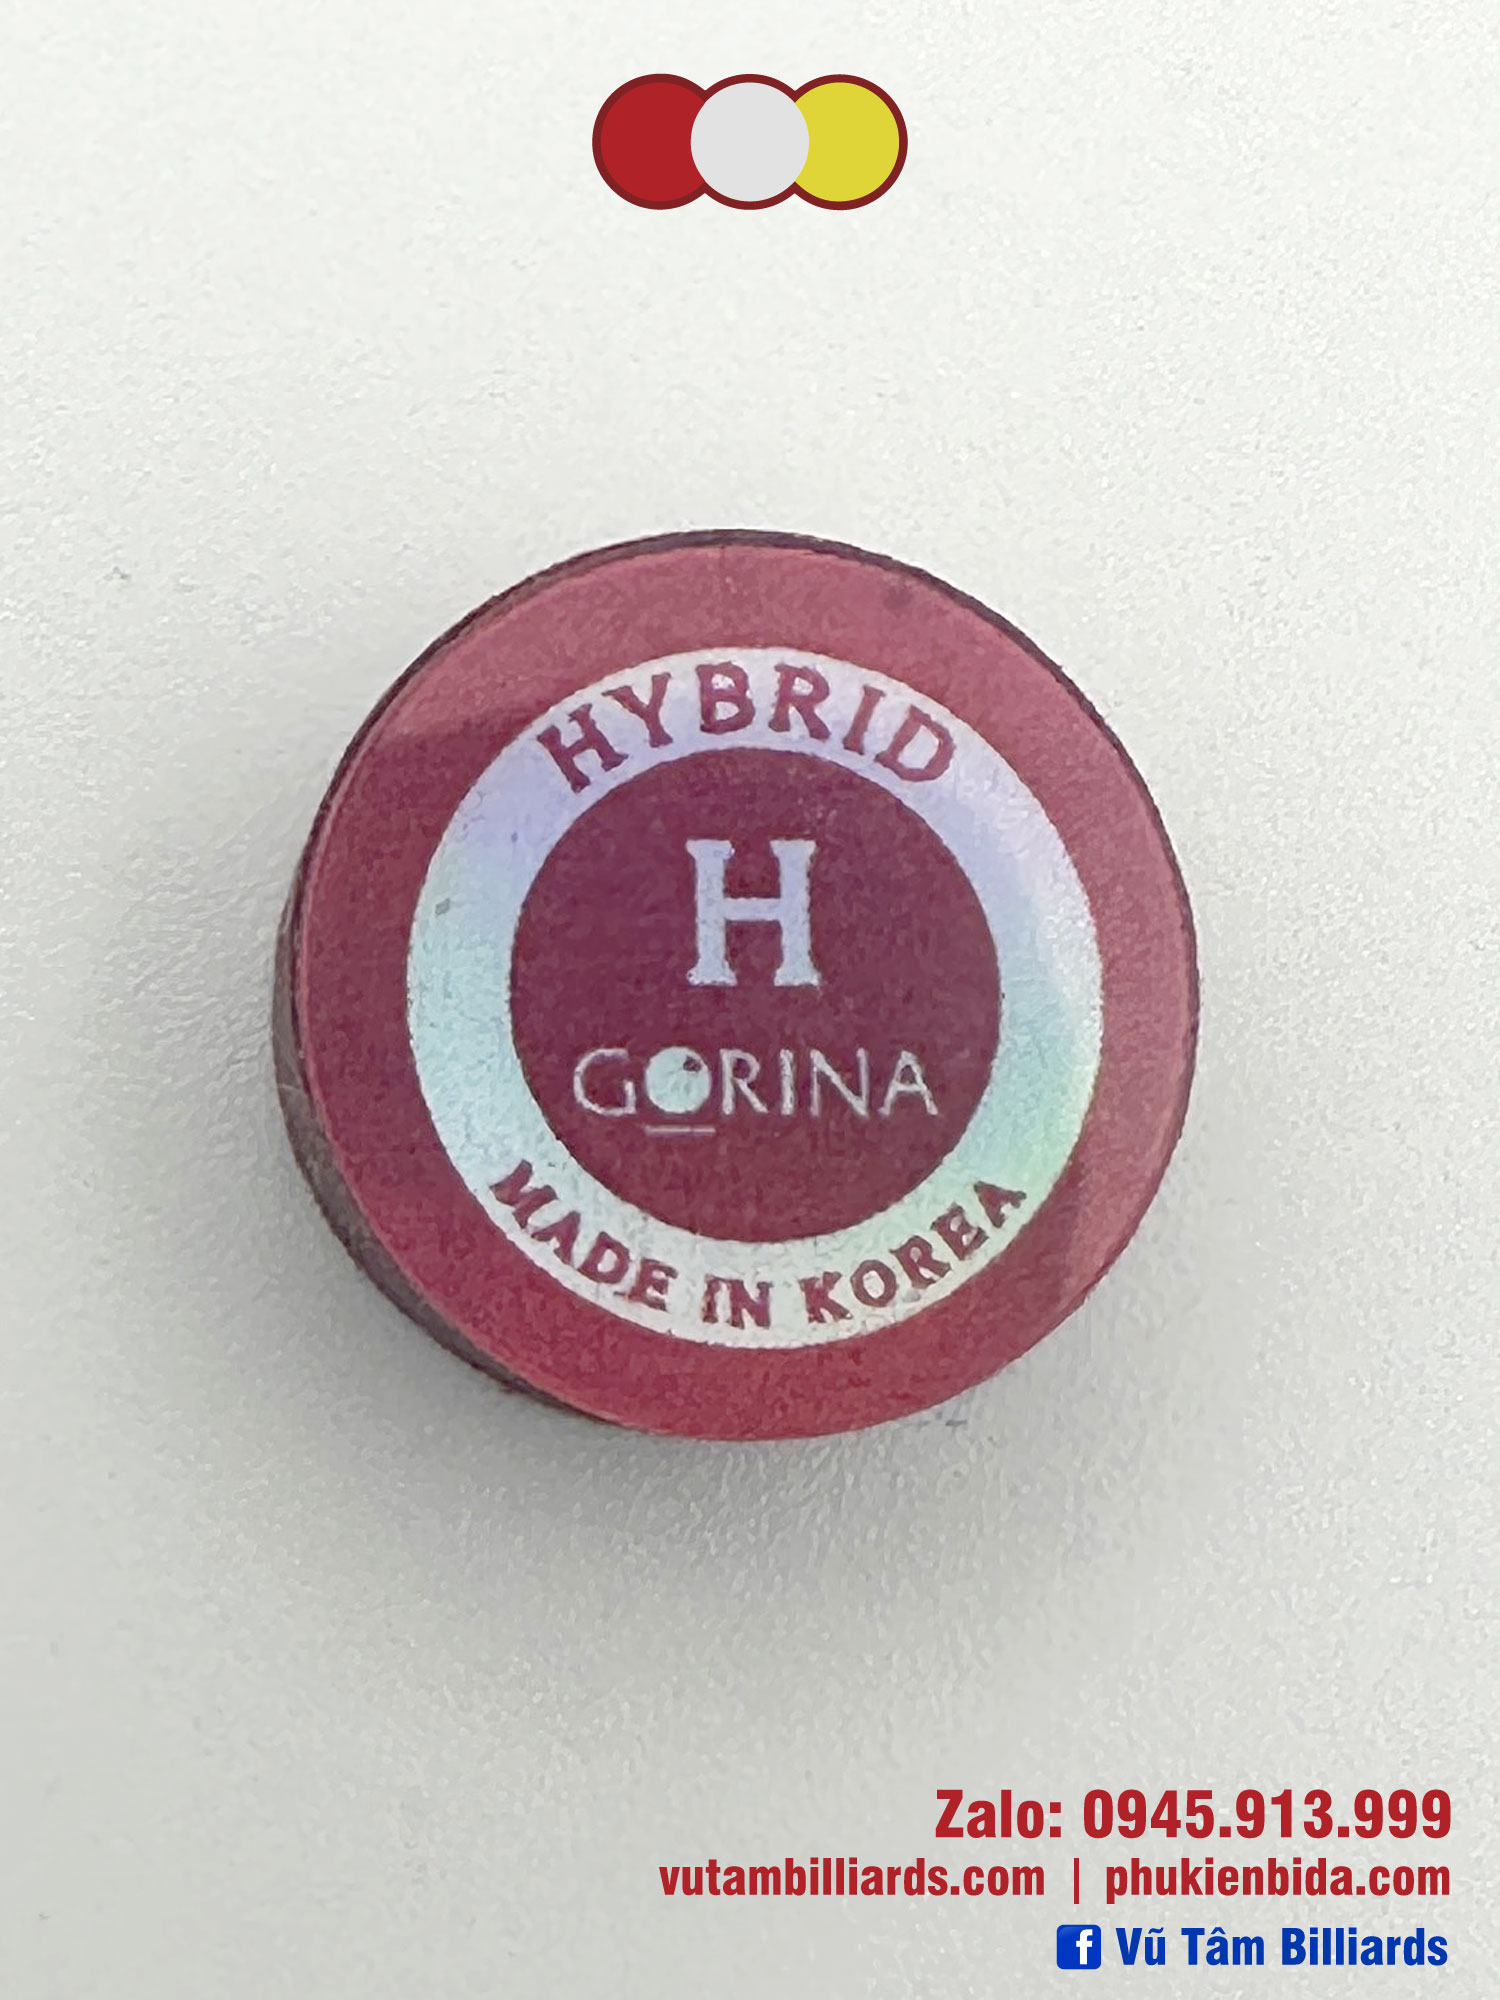 HYBRID
H
GORINA
MADE IN KOREA
Zalo: 0945.913.999
vutambilliards.com | phukienbida.com
f Vũ Tâm Billiards